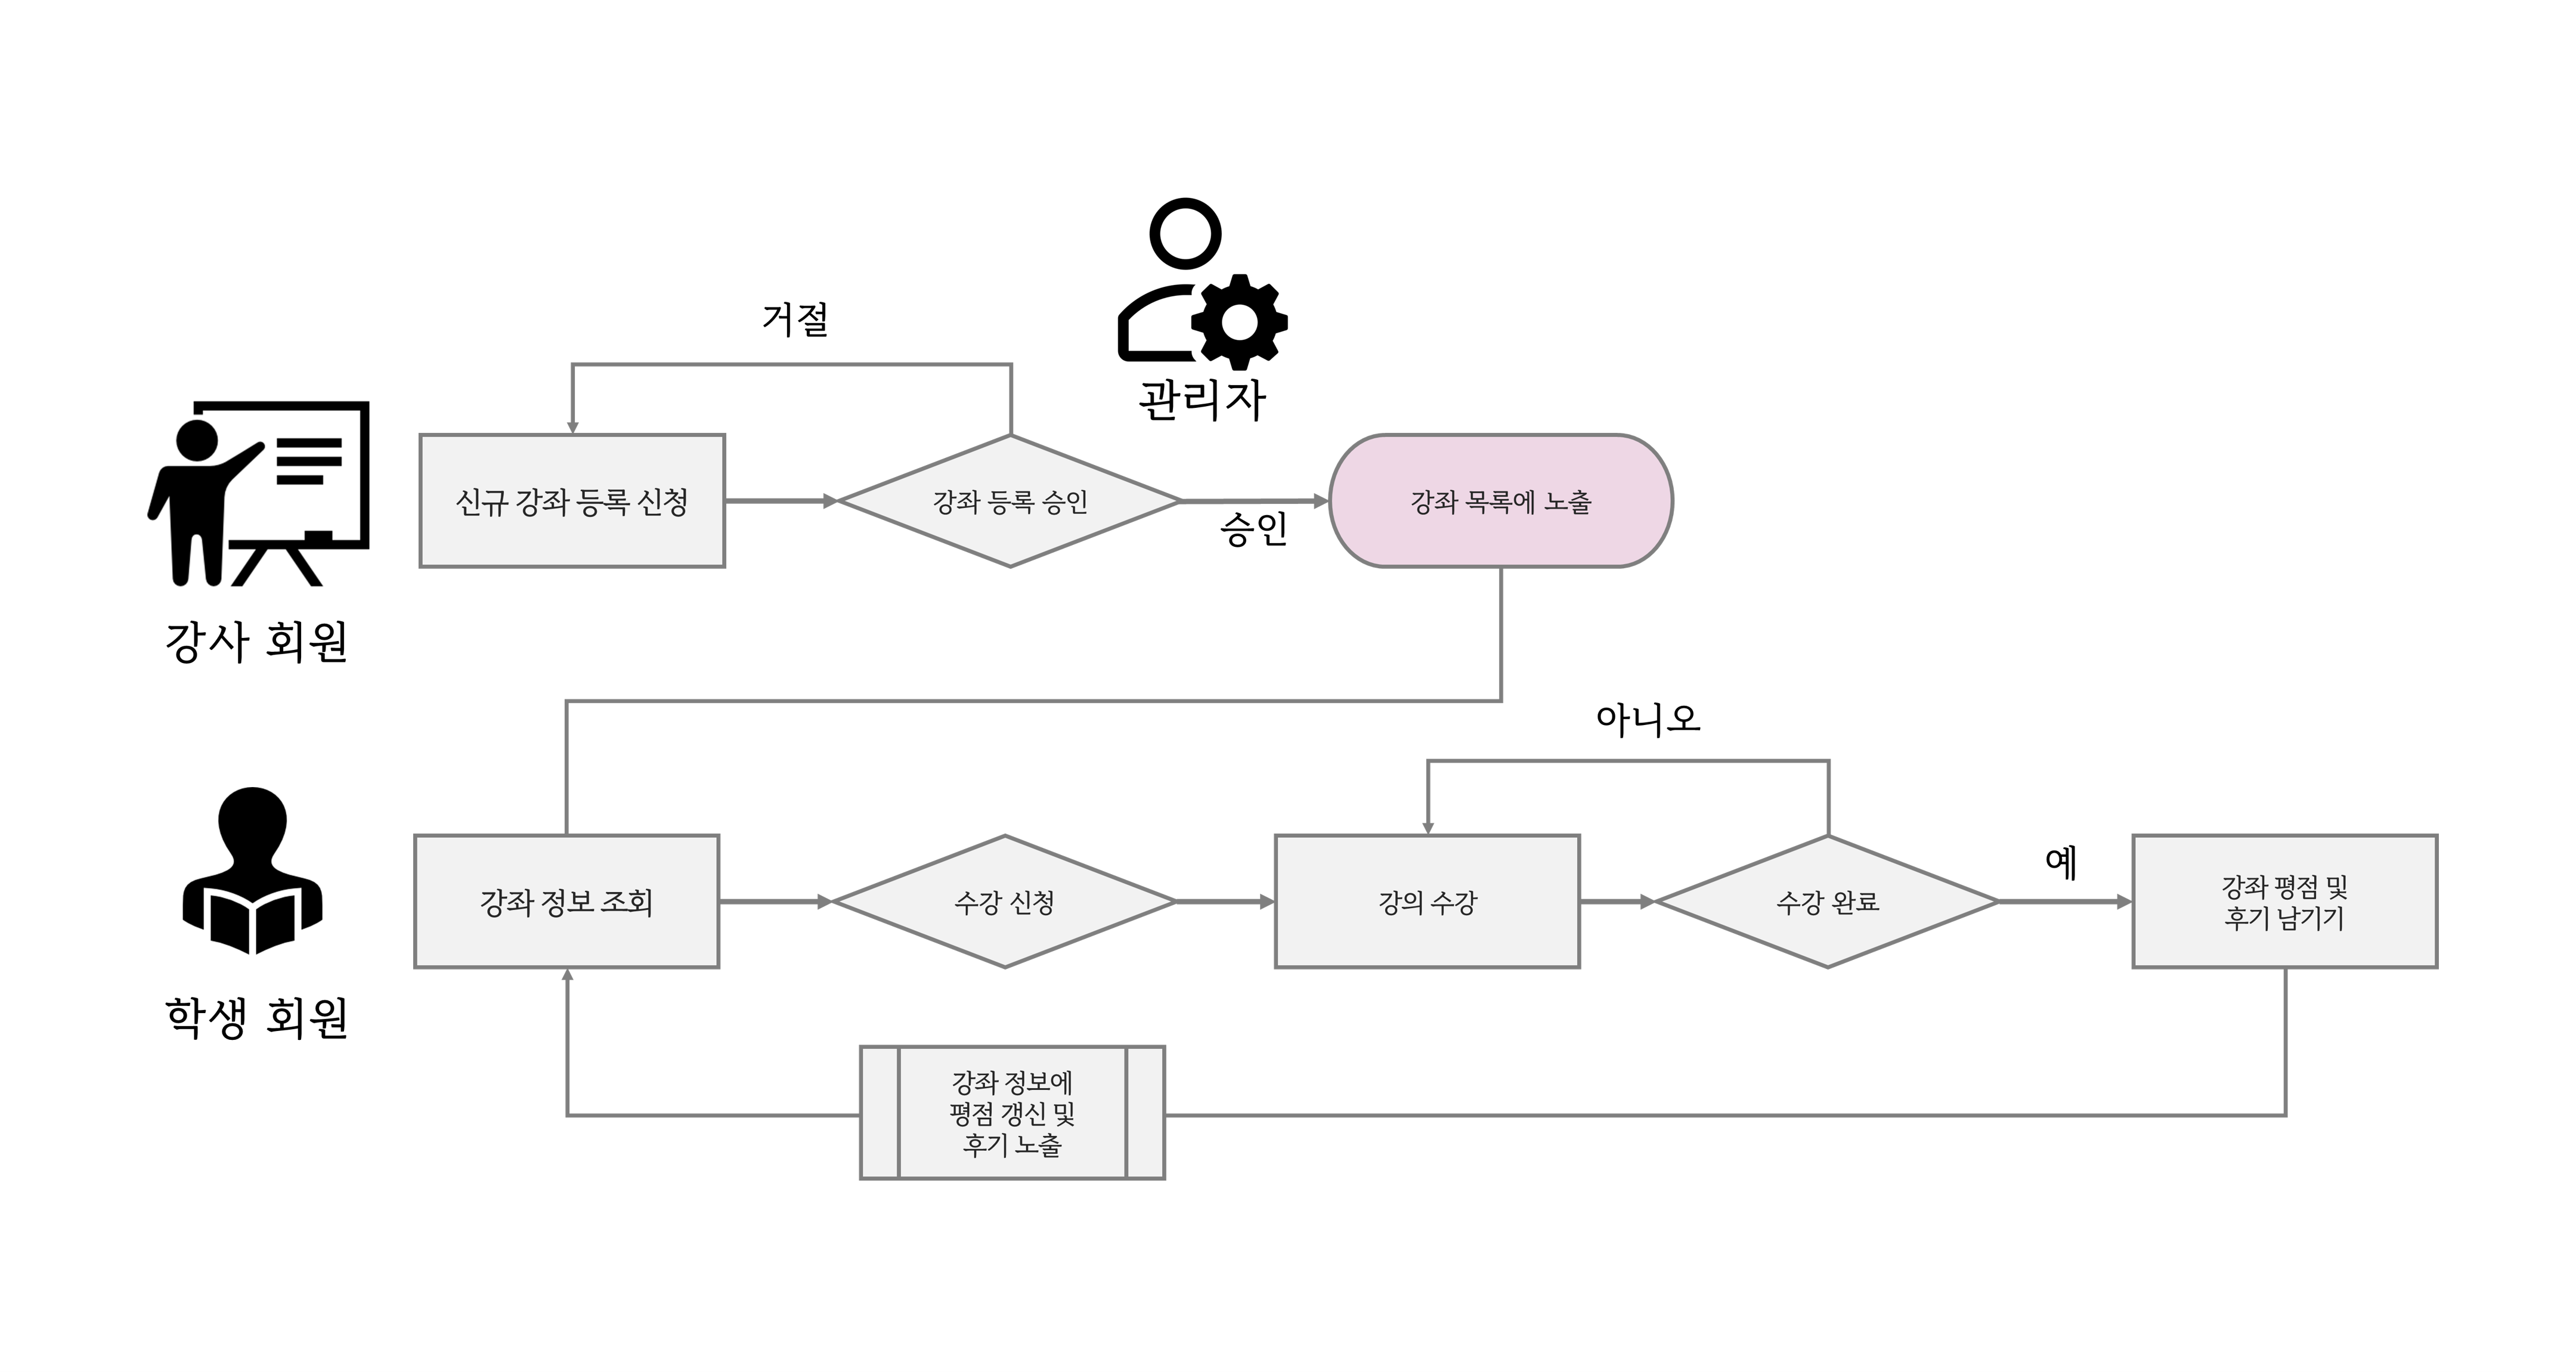 거절
관리자
신규 강좌 등록 신청
강좌 등록 승인
승인
강좌 목록에 노출
강사 회원
아니오
강좌 정보 조회
수강 신청
강의 수강
수강 완료
예
강좌 평점 및
후기 남기기
학생 회원
강좌 정보에
평점 갱신 및
후기 노출